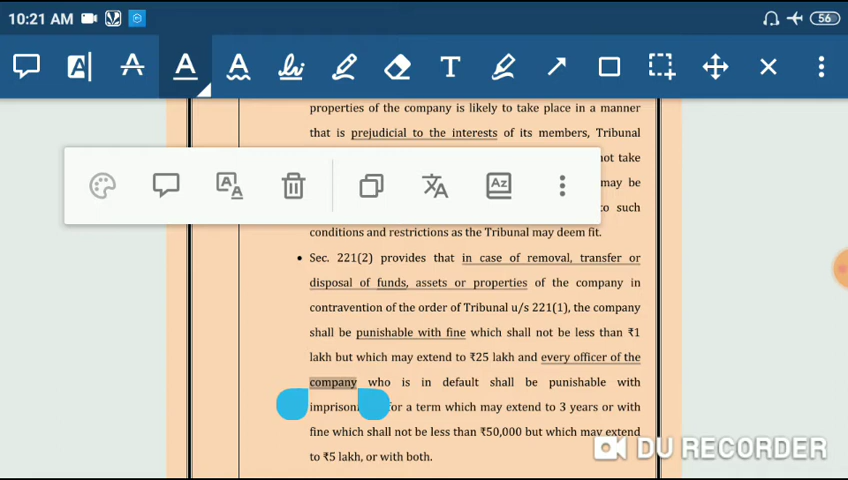 10:21 AM
56
properties of the company is likely to take place in a manner
that is prejudicial to the interests of its members, Tribunal
not take
may be
to such
conditions and restrictions as the Tribunal may deem fit.
• Sec. 221(2) provides that in case of removal, transfer or
disposal of funds, assets or properties of the company in
contravention of the order of Tribunal u/s 221(1), the company
shall be punishable with fine which shall not be less than ₹1
lakh but which may extend to ₹25 lakh and every officer of the
company who is in default shall be punishable with
for a term which may extend to 3 years or with
fine which shall not be less than ₹50,000 but which may extend
to ₹5 lakh, or with both.
DU RECORDER